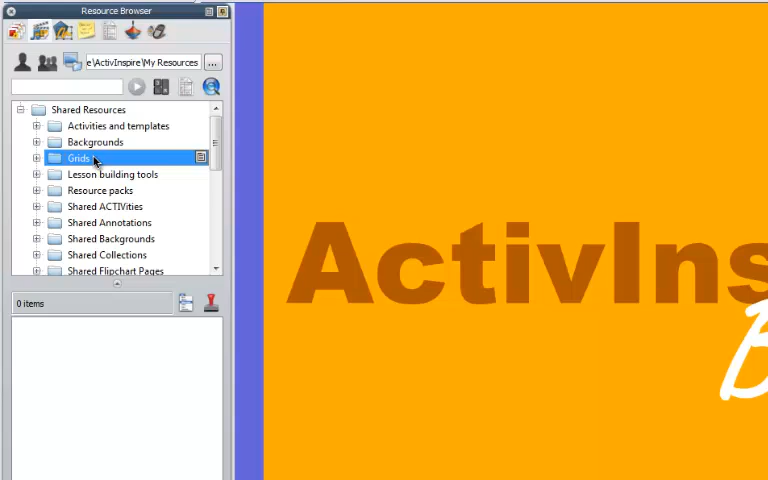 Resource Browser
e\ActivInspire\My Resources ...
Shared Resources
Activities and templates
Backgrounds
Grids
Lesson building tools
Resource packs
Shared ACTIVities
Shared Annotations
Shared Backgrounds
Shared Collections
Shared Flipchart Pages
0 items
ActivIns
B